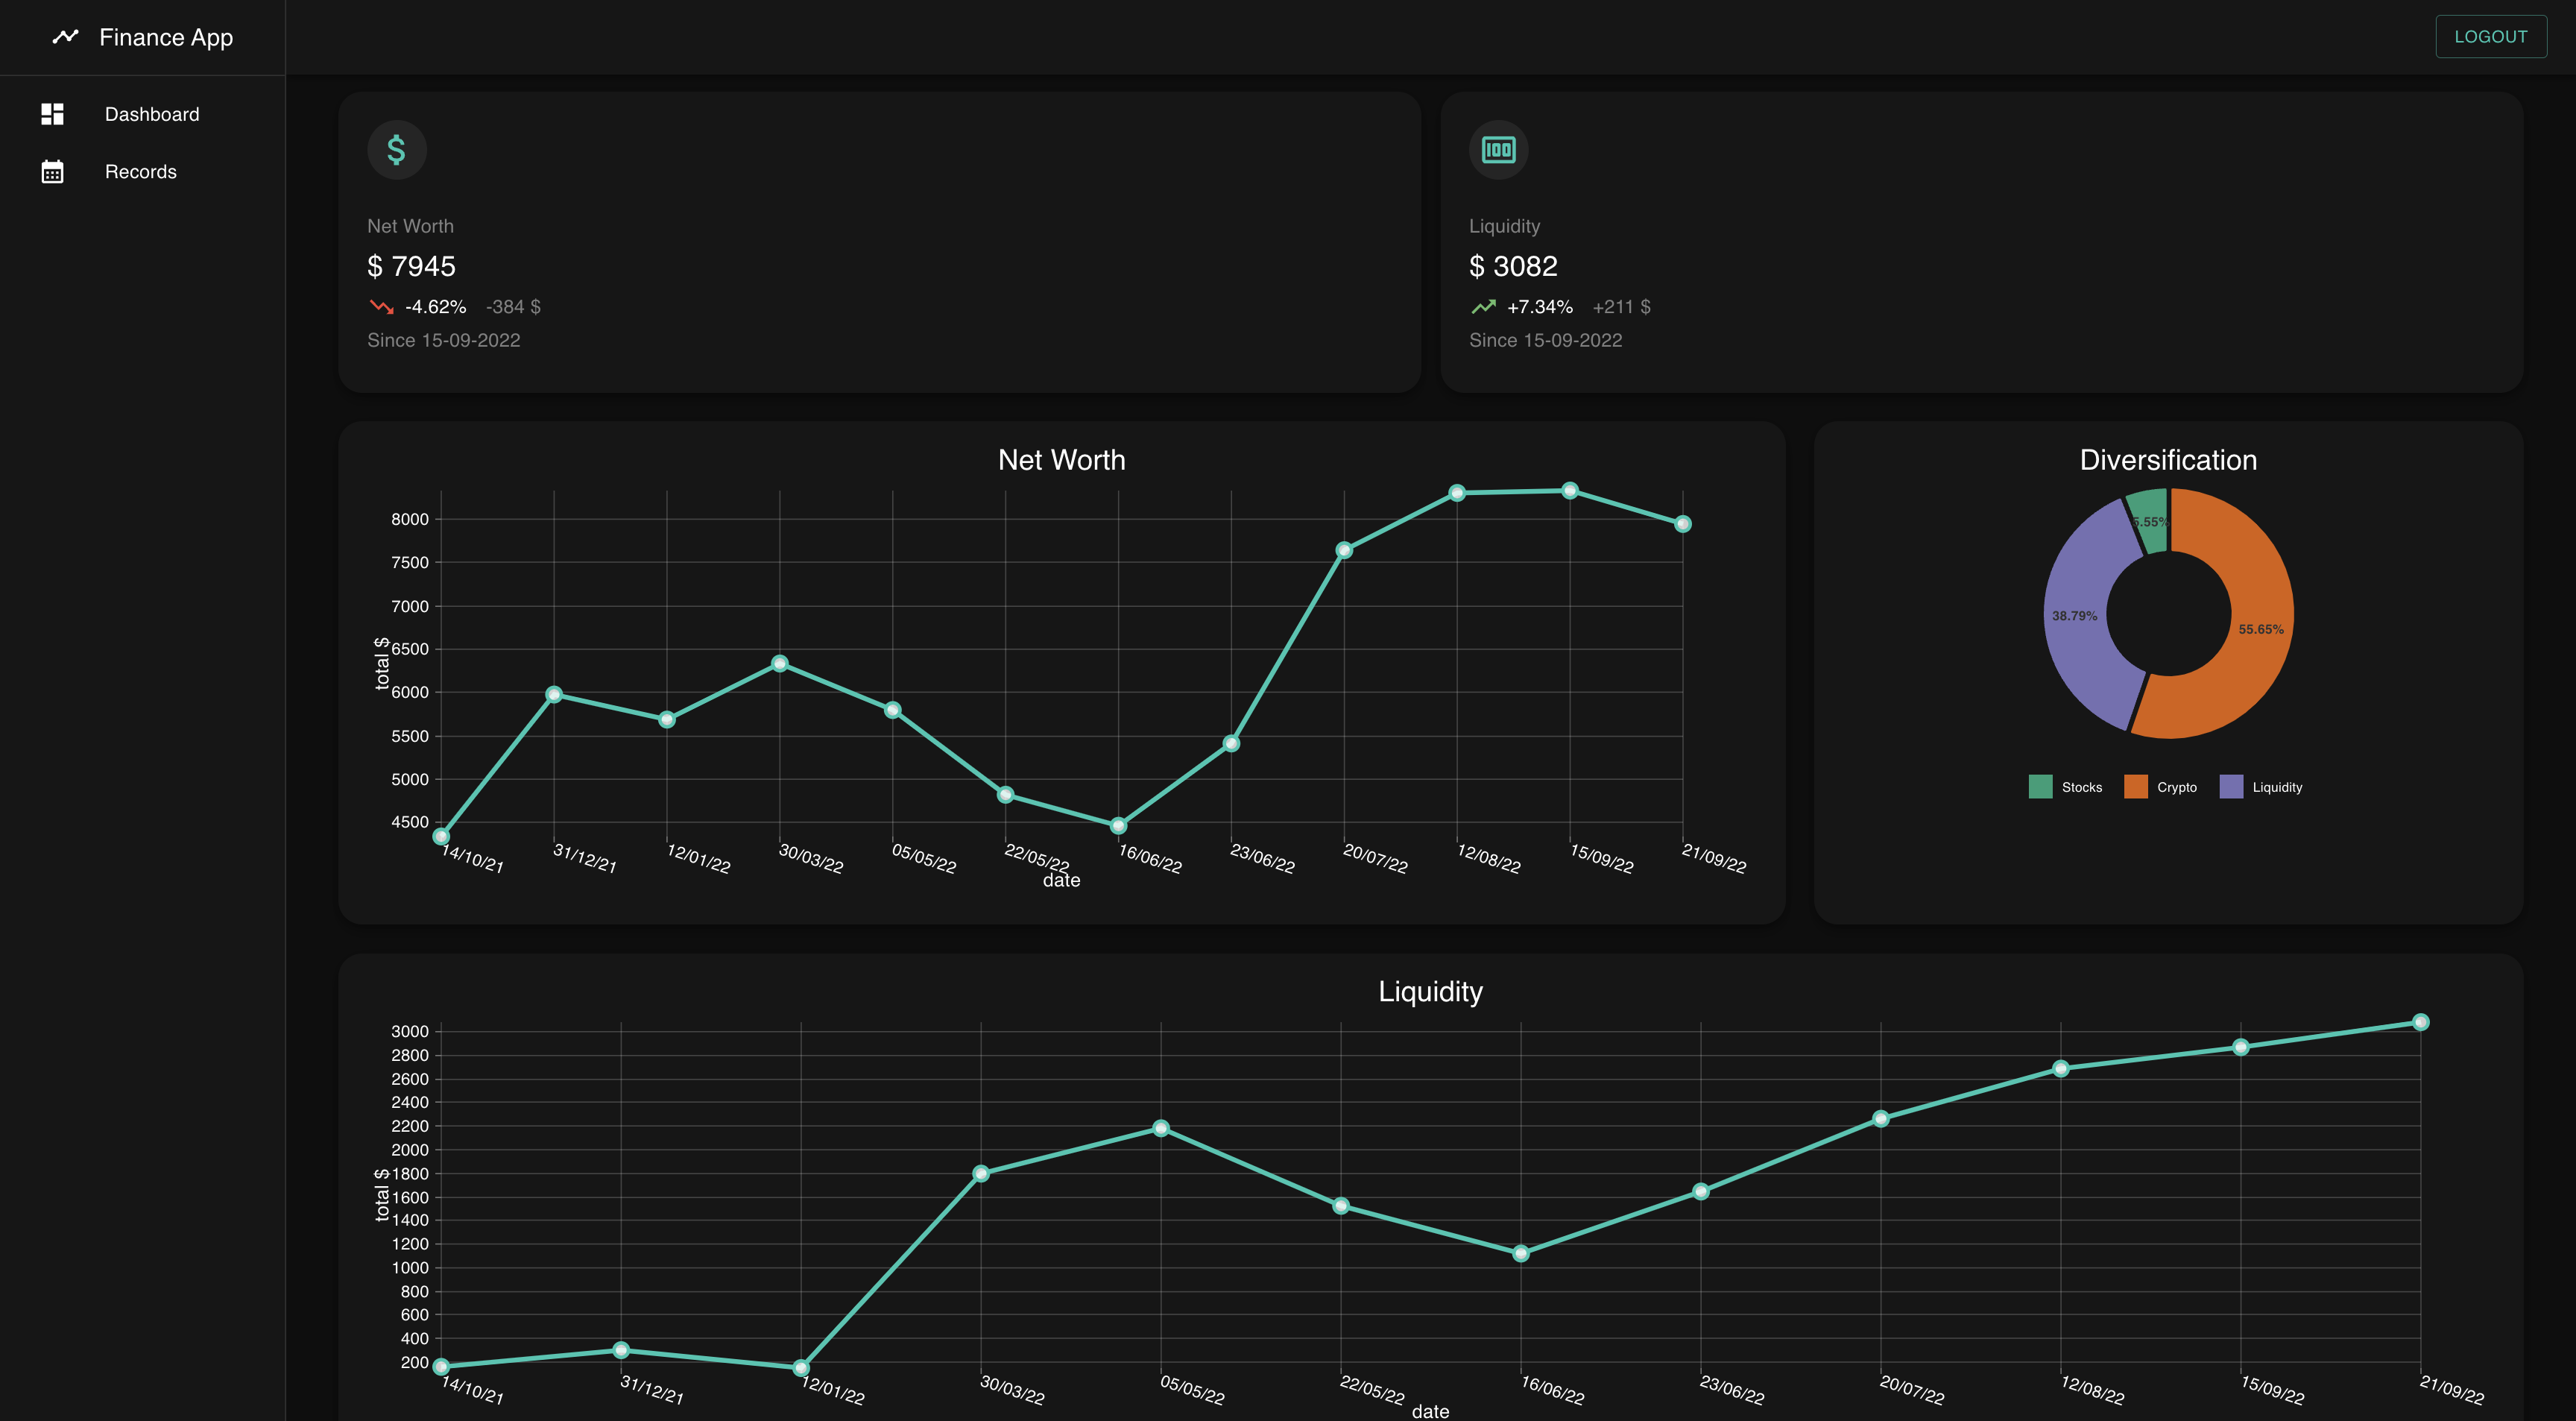 Finance App
LOGOUT
Dashboard
Records
Net Worth
$ 7945
-4.62% -384 $
Since 15-09-2022
100
Liquidity
$ 3082
+7.34% +211 $
Since 15-09-2022
Net Worth
total $
8000
7500
7000
6500
6000
5500
5000
4500
14/10/21 31/12/21 12/01/22 30/03/22 05/05/22 22/05/22 16/06/22 23/06/22 20/07/22 12/08/22 15/09/22 21/09/22
date
Diversification
5.55%
38.79%
55.65%
Stocks Crypto Liquidity
Liquidity
total $
3000
2800
2600
2400
2200
2000
1800
1600
1400
1200
1000
800
600
400
200
14/10/21 31/12/21 12/01/22 30/03/22 05/05/22 22/05/22 16/06/22 23/06/22 20/07/22 12/08/22 15/09/22 21/09/22
date